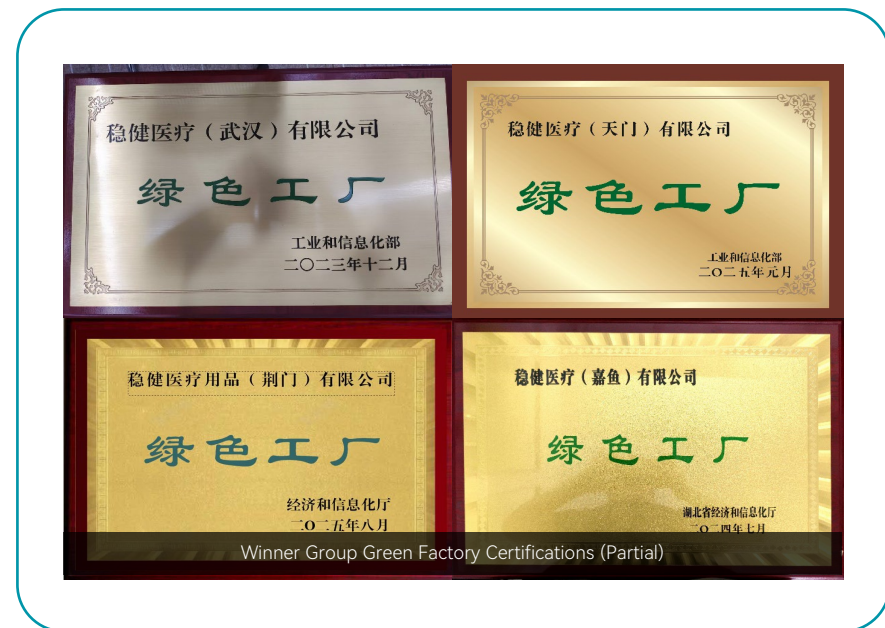 稳健医疗（武汉）有限公司
绿色工厂
工业和信息化部
二〇二三年十二月
稳健医疗（天门）有限公司
绿色工厂
工业和信息化部
二〇二五年元月
稳健医疗用品（荆门）有限公司
绿色工厂
经济和信息化厅
二〇二五年八月
稳健医疗（嘉鱼）有限公司
绿色工厂
湖北省经济和信息化厅
二〇二四年七月
Winner Group Green Factory Certifications (Partial)